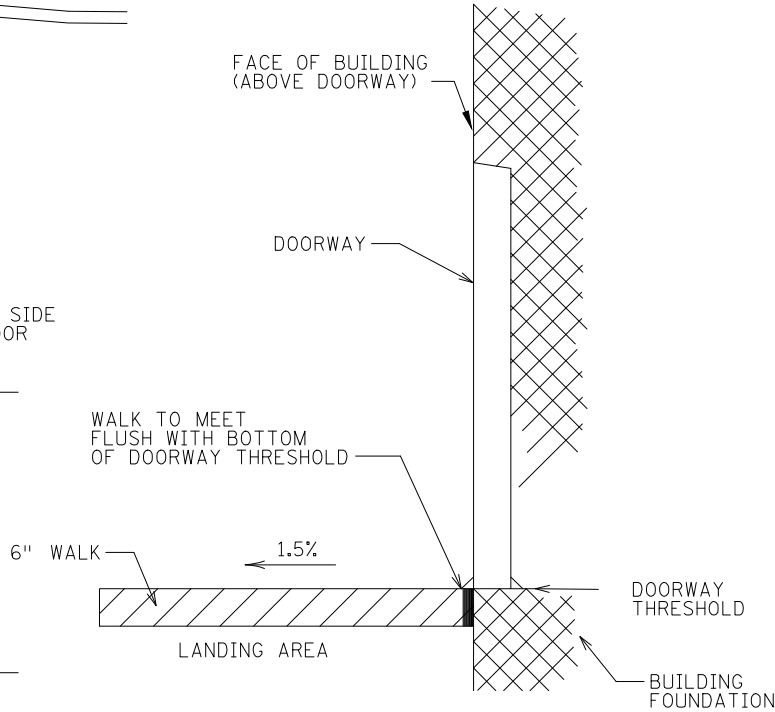 FACE OF BUILDING
(ABOVE DOORWAY)
DOORWAY
SIDE
OOR
WALK TO MEET
FLUSH WITH BOTTOM
OF DOORWAY THRESHOLD
6" WALK
1.5%
DOORWAY
THRESHOLD
LANDING AREA
BUILDING
FOUNDATION